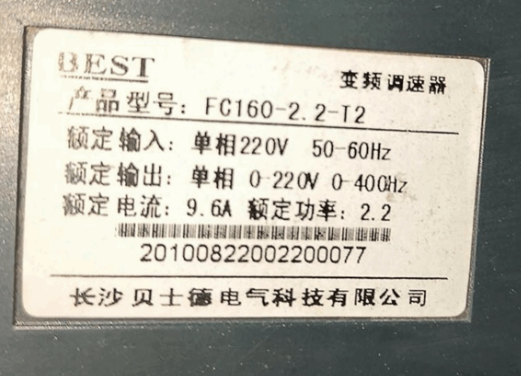 BEST
变频调速器
产品型号: FC160-2.2-T2
额定输入: 单相220V 50-60Hz
额定输出: 单相 0-220V 0-400Hz
额定电流: 9.6A 额定功率: 2.2
20100822002200077
长沙贝士德电气科技有限公司